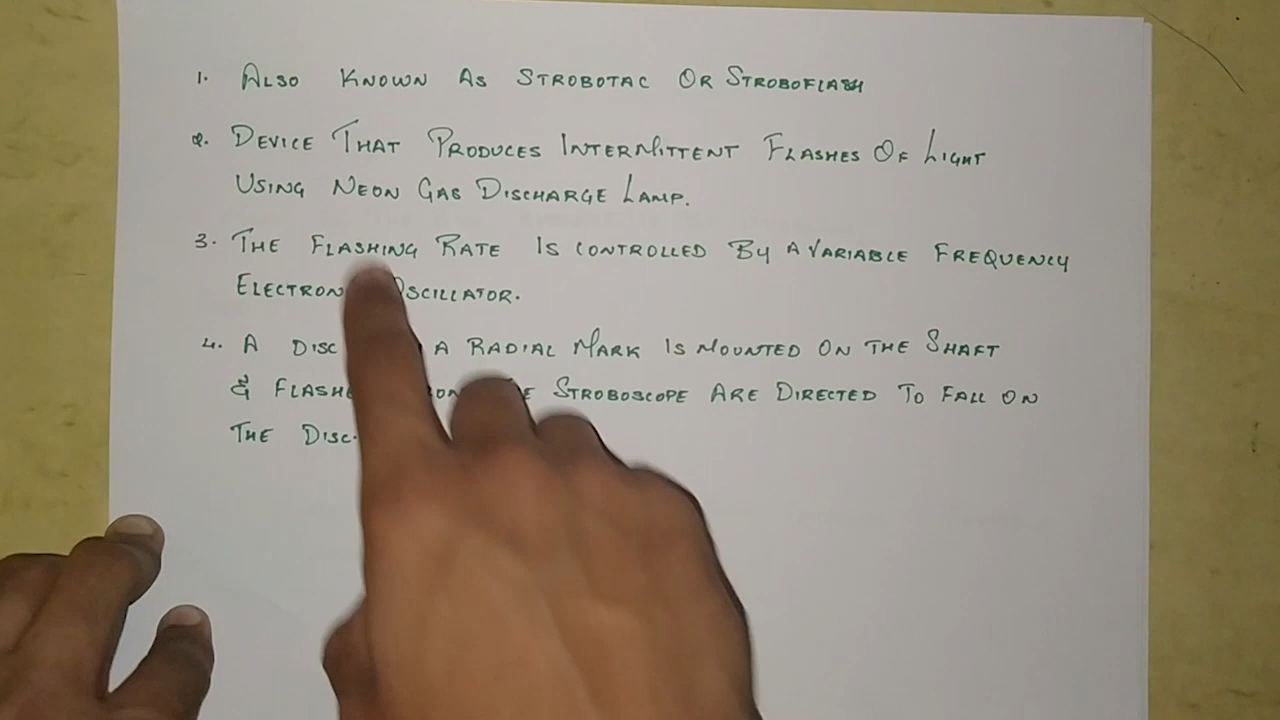 1. ALSO KNOWN AS STROBOTAC OR STROBOFLASH
2. DEVICE THAT PRODUCES INTERMITTENT FLASHES OF LIGHT
USING NEON GAS DISCHARGE LAMP.
3. THE FLASHING RATE IS CONTROLLED BY A VARIABLE FREQUENCY
OSCILLATOR.
4. A DISC A RADIAL MARK IS MOUNTED ON THE SHAFT
& STROBOSCOPE ARE DIRECTED TO FALL ON
THE DISC.